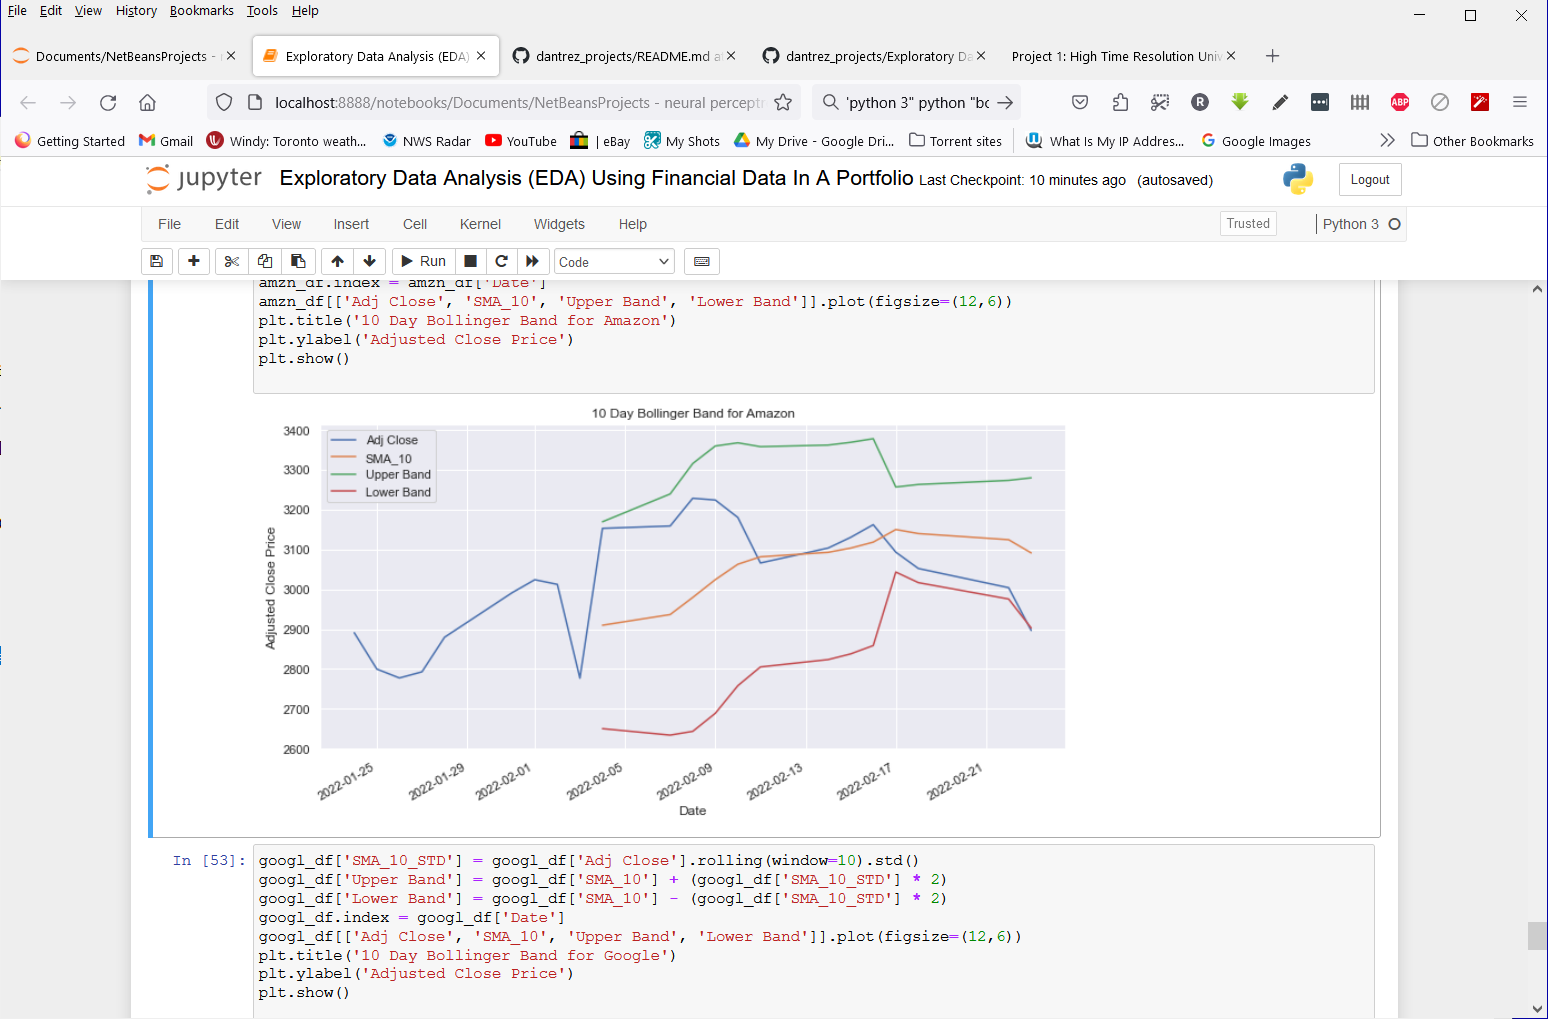 File Edit View History Bookmarks Tools Help
Documents/NetBeansProjects -
Exploratory Data Analysis (EDA)
dantrez_projects/README.md a
dantrez_projects/Exploratory Da
Project 1: High Time Resolution Univ
localhost:8888/notebooks/Documents/NetBeansProjects - neural perceptr
'python 3" python "bc
R
ABP
Getting Started
Gmail
Windy: Toronto weath...
NWS Radar
YouTube
| eBay
My Shots
My Drive - Google Dri...
Torrent sites
What Is My IP Addres...
Google Images
Other Bookmarks
jupyter Exploratory Data Analysis (EDA) Using Financial Data In A Portfolio Last Checkpoint: 10 minutes ago (autosaved)
Logout
File Edit View Insert Cell Kernel Widgets Help
Trusted
Python 3
Run
Code
amzn_df.index = amzn_df['Date']
amzn_df[['Adj Close', 'SMA_10', 'Upper Band', 'Lower Band']].plot(figsize=(12,6))
plt.title('10 Day Bollinger Band for Amazon')
plt.ylabel('Adjusted Close Price')
plt.show()
10 Day Bollinger Band for Amazon
Adj Close
SMA_10
Upper Band
Lower Band
3400
3300
3200
3100
3000
2900
2800
2700
2600
Adjusted Close Price
2022-01-25
2022-01-29
2022-02-01
2022-02-05
2022-02-09
2022-02-13
2022-02-17
2022-02-21
Date
In [53]:
googl_df['SMA_10_STD'] = googl_df['Adj Close'].rolling(window=10).std()
googl_df['Upper Band'] = googl_df['SMA_10'] + (googl_df['SMA_10_STD'] * 2)
googl_df['Lower Band'] = googl_df['SMA_10'] - (googl_df['SMA_10_STD'] * 2)
googl_df.index = googl_df['Date']
googl_df[['Adj Close', 'SMA_10', 'Upper Band', 'Lower Band']].plot(figsize=(12,6))
plt.title('10 Day Bollinger Band for Google')
plt.ylabel('Adjusted Close Price')
plt.show()